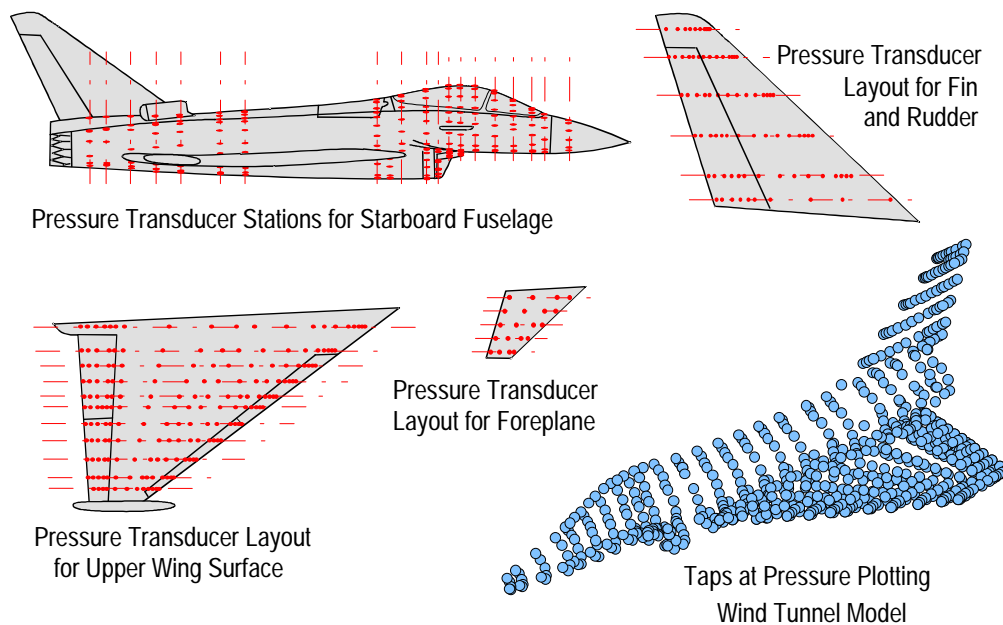 Pressure Transducer Stations for Starboard Fuselage
Pressure Transducer
Layout for Fin
and Rudder
Pressure Transducer Layout
for Upper Wing Surface
Pressure Transducer
Layout for Foreplane
Taps at Pressure Plotting
Wind Tunnel Model